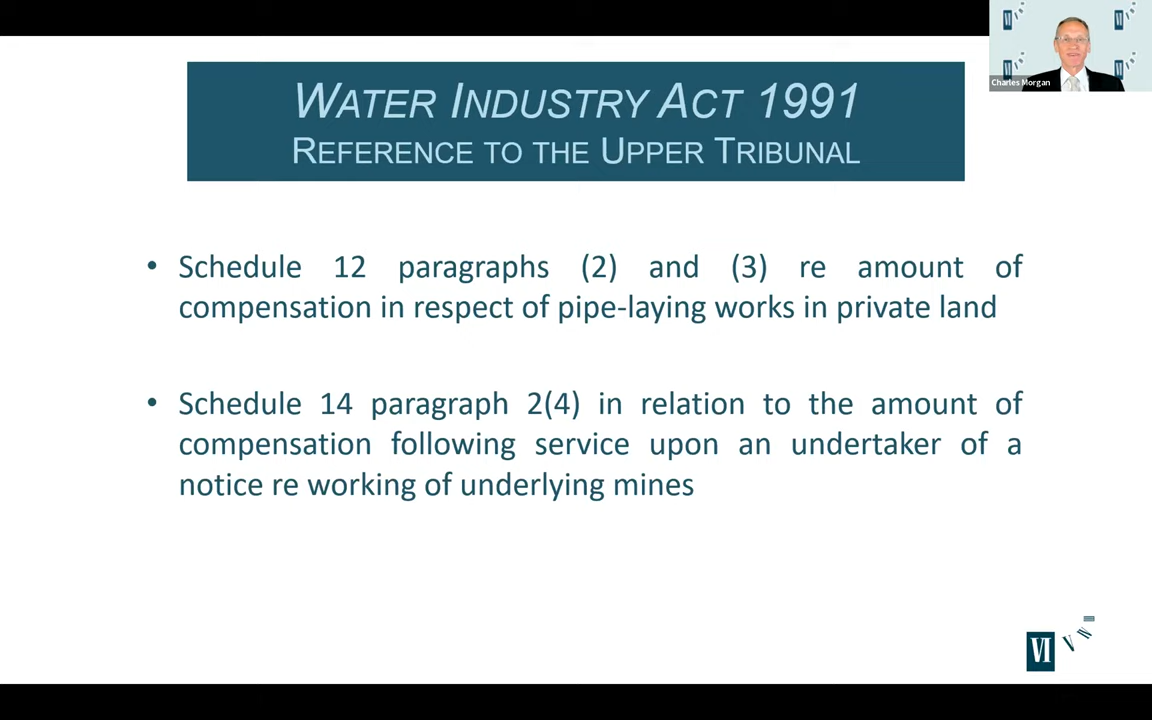 WATER INDUSTRY ACT 1991
REFERENCE TO THE UPPER TRIBUNAL
Charles Morgan
• Schedule 12 paragraphs (2) and (3) re amount of
compensation in respect of pipe-laying works in private land
• Schedule 14 paragraph 2(4) in relation to the amount of
compensation following service upon an undertaker of a
notice re working of underlying mines
VI